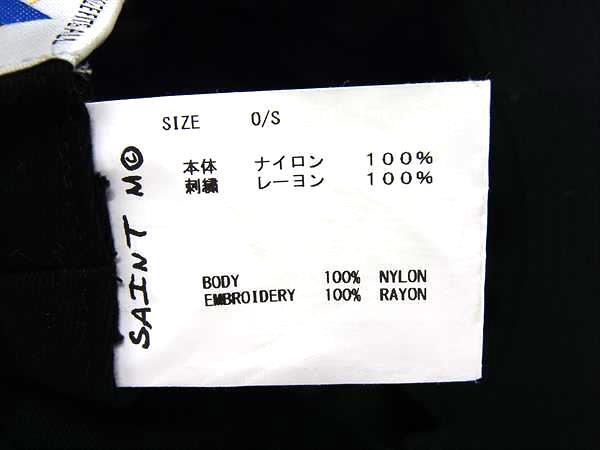 SIZE O/S
本体 ナイロン 100%
刺繍 レーヨン 100%
BODY 100% NYLON
EMBROIDERY 100% RAYON
SAINT M©